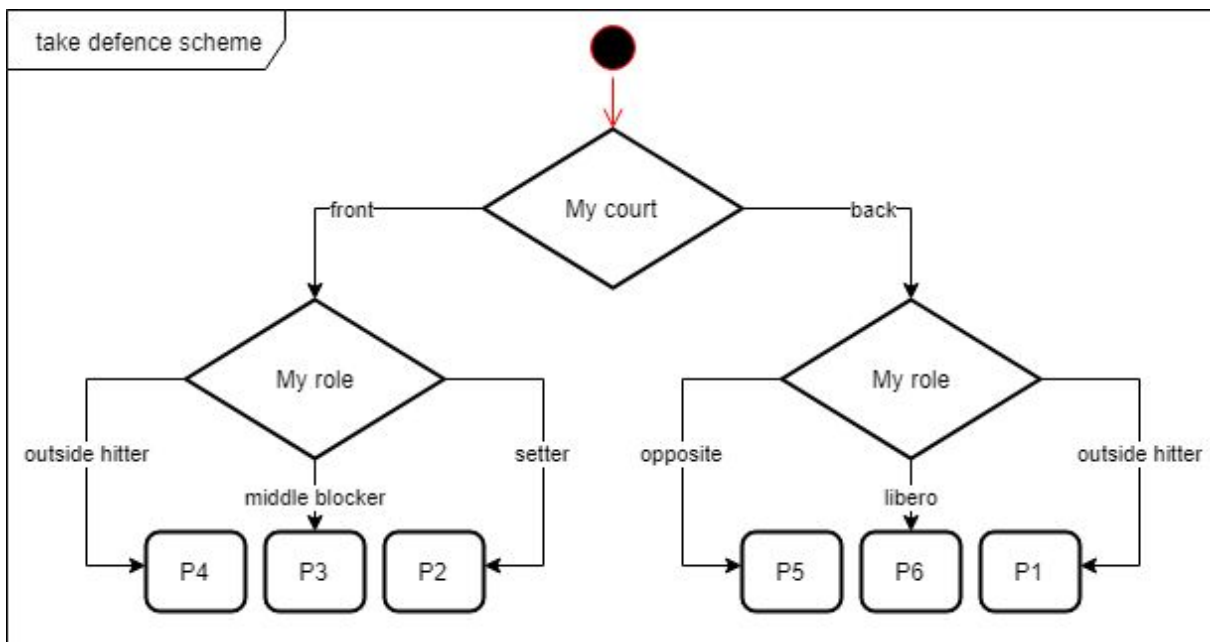 take defence scheme
My court
front
back
My role
My role
outside hitter
setter
opposite
outside hitter
middle blocker
libero
P4
P3
P2
P5
P6
P1